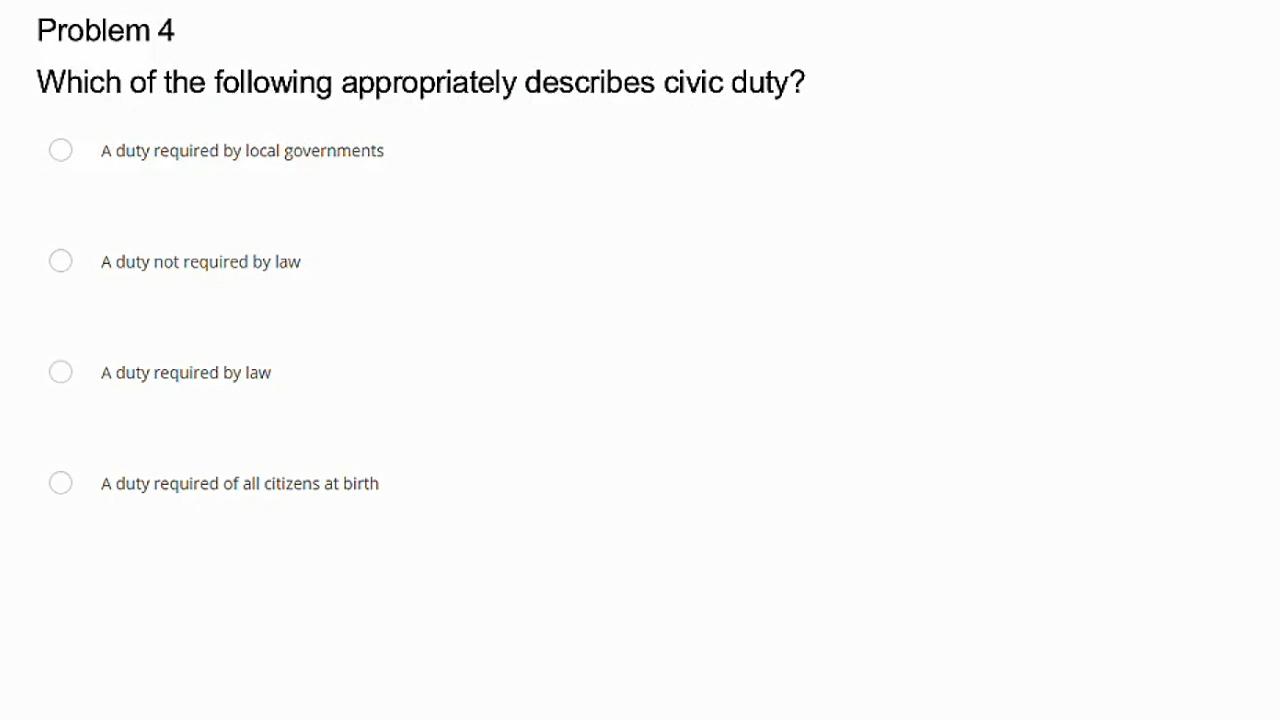 Problem 4
Which of the following appropriately describes civic duty?
A duty required by local governments
A duty not required by law
A duty required by law
A duty required of all citizens at birth